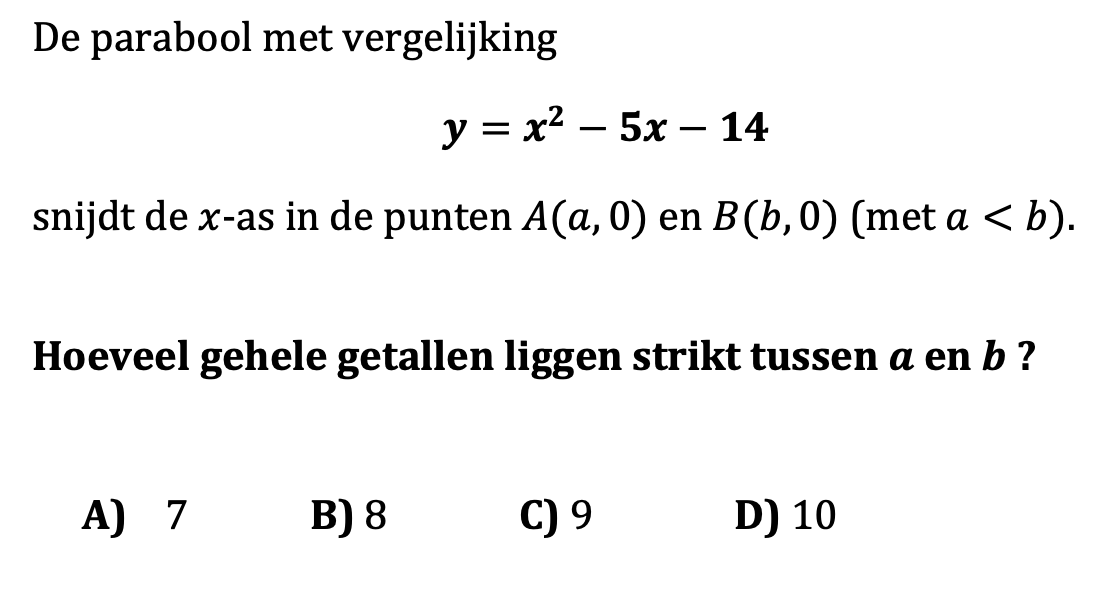 De parabool met vergelijking
y = x² − 5x − 14
snijdt de x-as in de punten A(a, 0) en B(b, 0) (met a < b).
Hoeveel gehele getallen liggen strikt tussen a en b ?
A) 7 B) 8 C) 9 D) 10